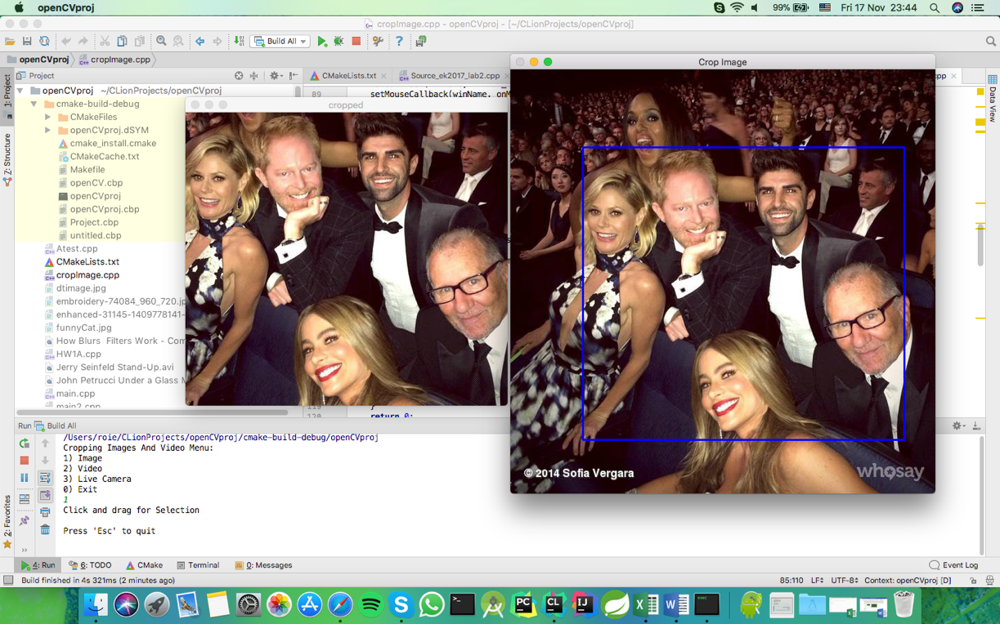 openCVproj
99%
Fri 17 Nov 23:44
cropImage.cpp - openCVproj - [~/CLionProjects/openCVproj]
Build All
openCVproj
cropImage.cpp
Crop Image
1: Project
Project
CMakeLists.txt
Source_ek2017_lab2.cpp
cpp
Data View
openCVproj ~/CLionProjects/openCVproj
89
setMouseCallback(winName, onM
cropped
cmake-build-debug
CMakeFiles
openCVproj.dSYM
cmake_install.cmake
CMakeCache.txt
Makefile
openCV.cbp
openCVproj
openCVproj.cbp
Project.cbp
untitled.cbp
Z: Structure
Atest.cpp
CMakeLists.txt
cropImage.cpp
dtimage.jpg
embroidery-74084_960_720.jp
enhanced-31145-1409778141-
funnyCat.jpg
How Blurs Filters Work - Com
HW1A.cpp
Jerry Seinfeld Stand-Up.avi
John Petrucci Under a Glass M
main.cpp
main2.cpp
119
}
120
return 0;
Run Build All
/Users/roie/CLionProjects/openCVproj/cmake-build-debug/openCVproj
Cropping Images And Video Menu:
1) Image
2) Video
3) Live Camera
0) Exit
1
Click and drag for Selection
Press 'Esc' to quit
© 2014 Sofia Vergara
whosay
2: Favorites
4: Run
6: TODO
CMake
Terminal
0: Messages
Event Log
Build finished in 4s 321ms (2 minutes ago)
85:110
LF
UTF-8
Context: openCVproj [D]
PC
CL
IJ